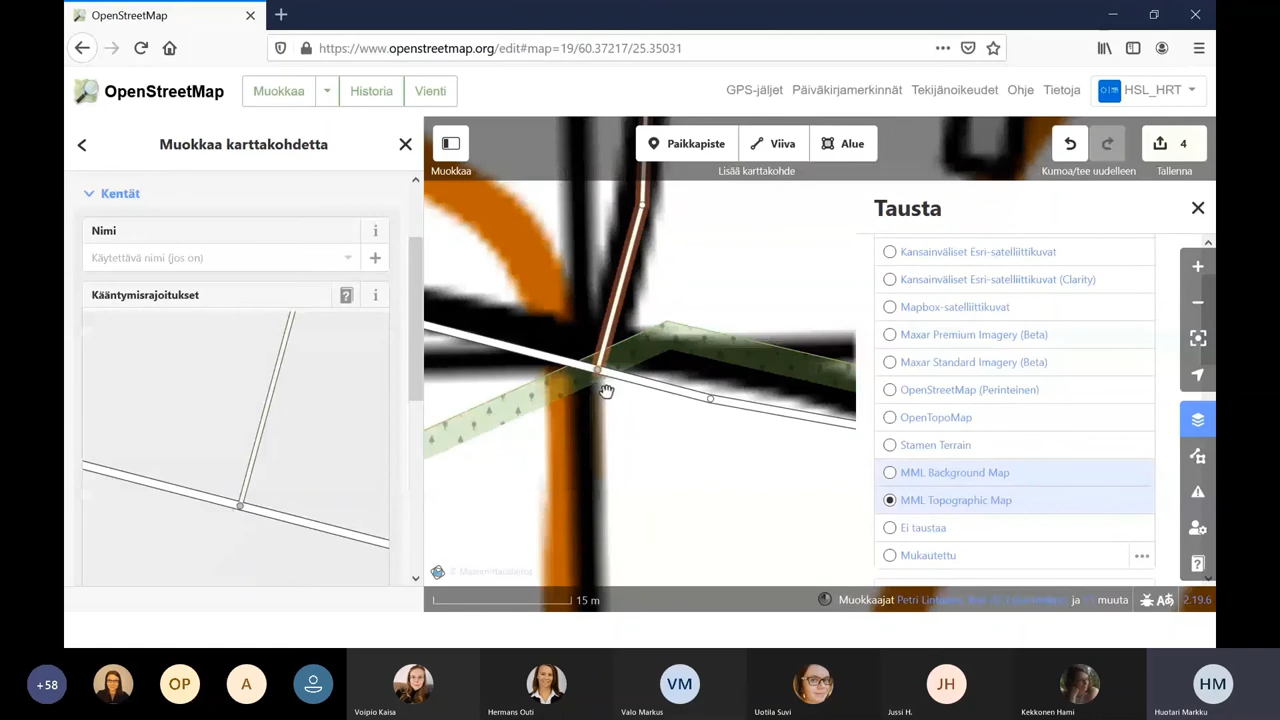 OpenStreetMap
https://www.openstreetmap.org/edit#map=19/60.37217/25.35031
OpenStreetMap
Muokkaa
Historia
Vienti
GPS-jäljet
Päiväkirjamerkinnät
Tekijänoikeudet
Ohje
Tietoja
HSL_HRT
Muokkaa karttakohdetta
Muokkaa
Paikkapiste
Viiva
Alue
Lisää karttakohde
4
Kumoa/tee uudelleen
Tallenna
Kentät
Nimi
Käytettävä nimi (jos on)
Kääntymisrajoitukset
Tausta
Kansainväliset Esri-satelliittikuvat
Kansainväliset Esri-satelliittikuvat (Clarity)
Mapbox-satelliittikuvat
Maxar Premium Imagery (Beta)
Maxar Standard Imagery (Beta)
OpenStreetMap (Perinteinen)
OpenTopoMap
Stamen Terrain
MML Background Map
MML Topographic Map
Ei taustaa
Mukautettu
© Maanmittauslaitos
15 m
Muokkaajat Petri
ja
muuta
2.19.6
+58
OP
A
VM
JH
HM
Voipio Kaisa
Hermans Outi
Valo Markus
Uotila Suvi
Jussi H.
Kekkonen Hami
Huotari Markku